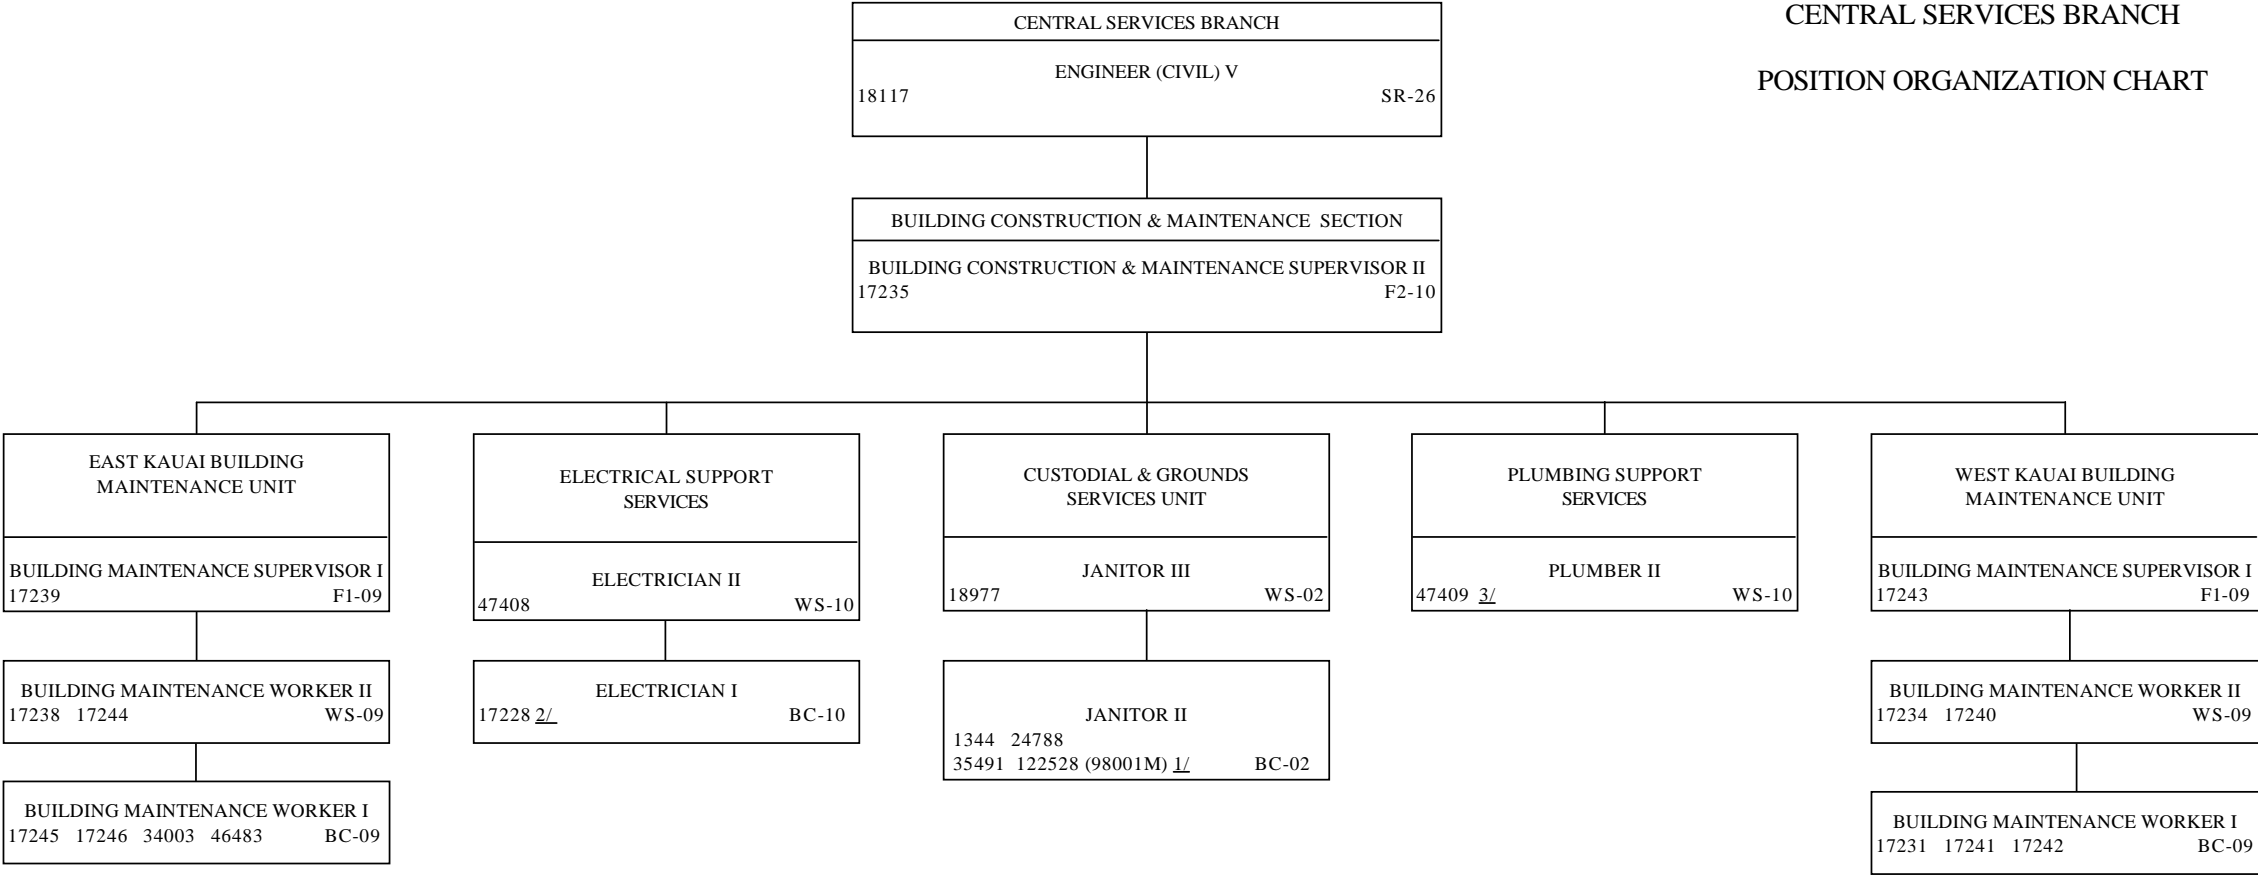 CENTRAL SERVICES BRANCH
POSITION ORGANIZATION CHART
CENTRAL SERVICES BRANCH
ENGINEER (CIVIL) V
18117 SR-26
BUILDING CONSTRUCTION & MAINTENANCE SECTION
BUILDING CONSTRUCTION & MAINTENANCE SUPERVISOR II
17235 F2-10
EAST KAUAI BUILDING
MAINTENANCE UNIT
BUILDING MAINTENANCE SUPERVISOR I
17239 F1-09
BUILDING MAINTENANCE WORKER II
17238 17244 WS-09
BUILDING MAINTENANCE WORKER I
17245 17246 34003 46483 BC-09
ELECTRICAL SUPPORT
SERVICES
ELECTRICIAN II
47408 WS-10
ELECTRICIAN I
17228 2/ BC-10
CUSTODIAL & GROUNDS
SERVICES UNIT
JANITOR III
18977 WS-02
JANITOR II
1344 24788
35491 122528 (98001M) 1/ BC-02
PLUMBING SUPPORT
SERVICES
PLUMBER II
47409 3/ WS-10
WEST KAUAI BUILDING
MAINTENANCE UNIT
BUILDING MAINTENANCE SUPERVISOR I
17243 F1-09
BUILDING MAINTENANCE WORKER II
17234 17240 WS-09
BUILDING MAINTENANCE WORKER I
17231 17241 17242 BC-09